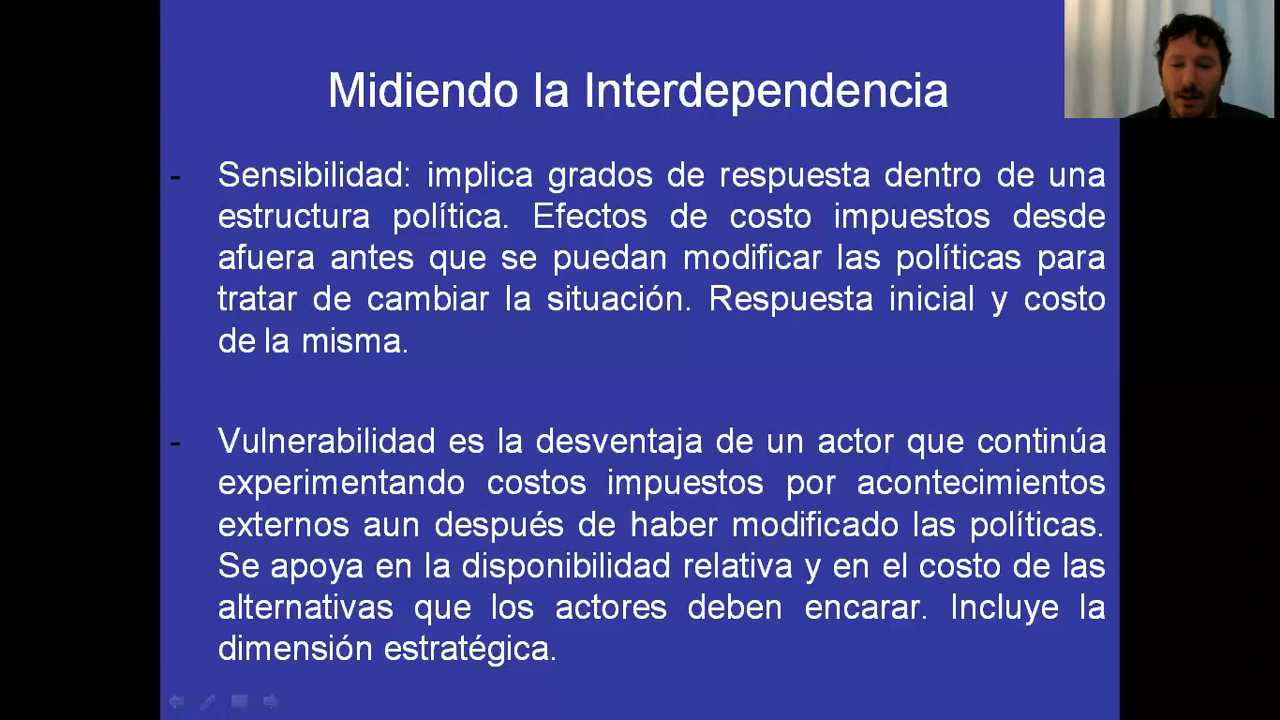 Midiendo la Interdependencia
- Sensibilidad: implica grados de respuesta dentro de una
estructura política. Efectos de costo impuestos desde
afuera antes que se puedan modificar las políticas para
tratar de cambiar la situación. Respuesta inicial y costo
de la misma.
- Vulnerabilidad es la desventaja de un actor que continúa
experimentando costos impuestos por acontecimientos
externos aun después de haber modificado las políticas.
Se apoya en la disponibilidad relativa y en el costo de las
alternativas que los actores deben encarar. Incluye la
dimensión estratégica.